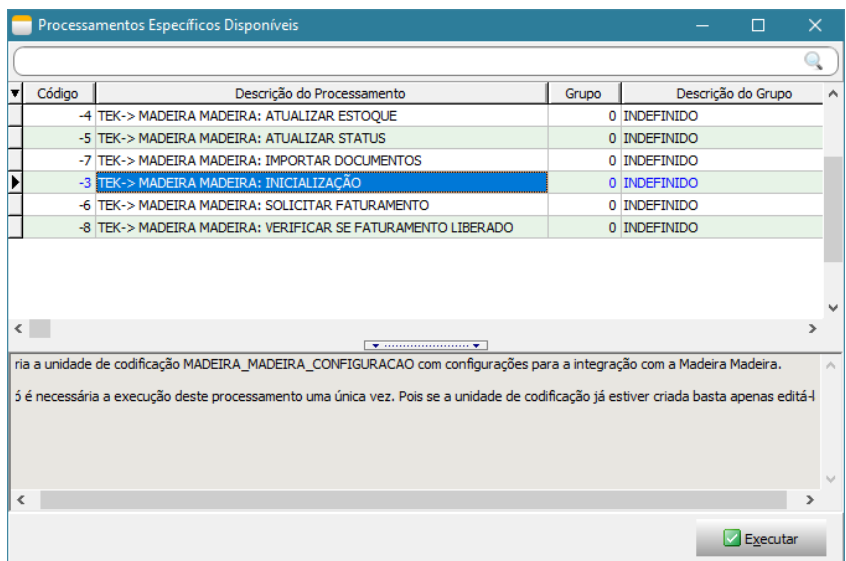 Processamentos Específicos Disponíveis
Código Descrição do Processamento Grupo Descrição do Grupo
-4 TEK-> MADEIRA MADEIRA: ATUALIZAR ESTOQUE 0 INDEFINIDO
-5 TEK-> MADEIRA MADEIRA: ATUALIZAR STATUS 0 INDEFINIDO
-7 TEK-> MADEIRA MADEIRA: IMPORTAR DOCUMENTOS 0 INDEFINIDO
-3 TEK-> MADEIRA MADEIRA: INICIALIZAÇÃO 0 INDEFINIDO
-6 TEK-> MADEIRA MADEIRA: SOLICITAR FATURAMENTO 0 INDEFINIDO
-8 TEK-> MADEIRA MADEIRA: VERIFICAR SE FATURAMENTO LIBERADO 0 INDEFINIDO
ria a unidade de codificação MADEIRA_MADEIRA_CONFIGURACAO com configurações para a integração com a Madeira Madeira.
ó é necessária a execução deste processamento uma única vez. Pois se a unidade de codificação já estiver criada basta apenas editá-l
Executar